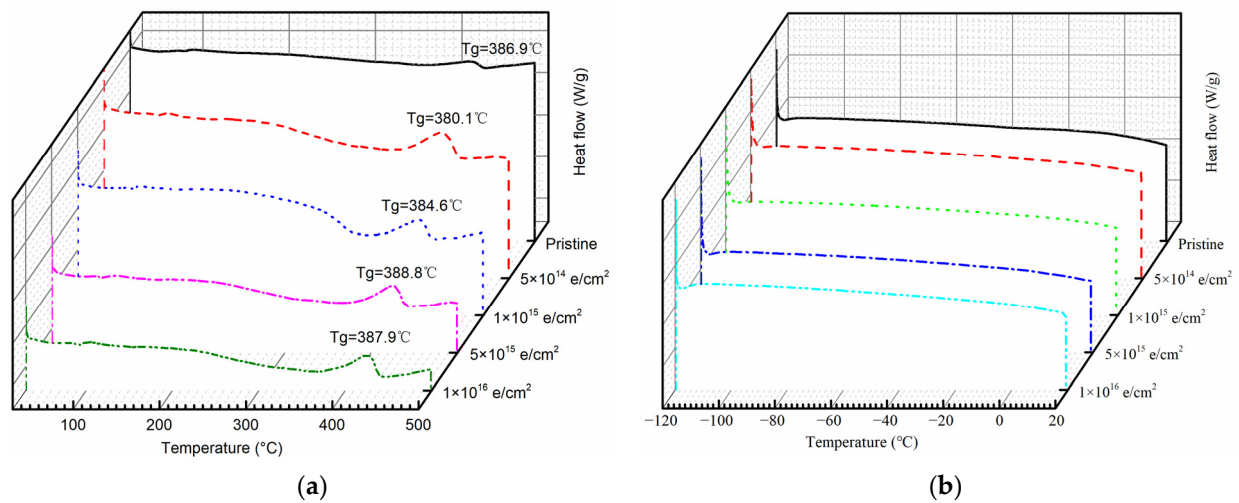 Tg=386.9℃
Tg=380.1℃
Tg=384.6℃
Tg=388.8℃
Tg=387.9℃
Heat flow (W/g)
Pristine
5×10¹⁴ e/cm²
1×10¹⁵ e/cm²
5×10¹⁵ e/cm²
1×10¹⁶ e/cm²
100 200 300 400 500
Temperature (°C)
(a)
Heat flow (W/g)
Pristine
5×10¹⁴ e/cm²
1×10¹⁵ e/cm²
5×10¹⁵ e/cm²
1×10¹⁶ e/cm²
−120 −100 −80 −60 −40 −20 0 20
Temperature (℃)
(b)